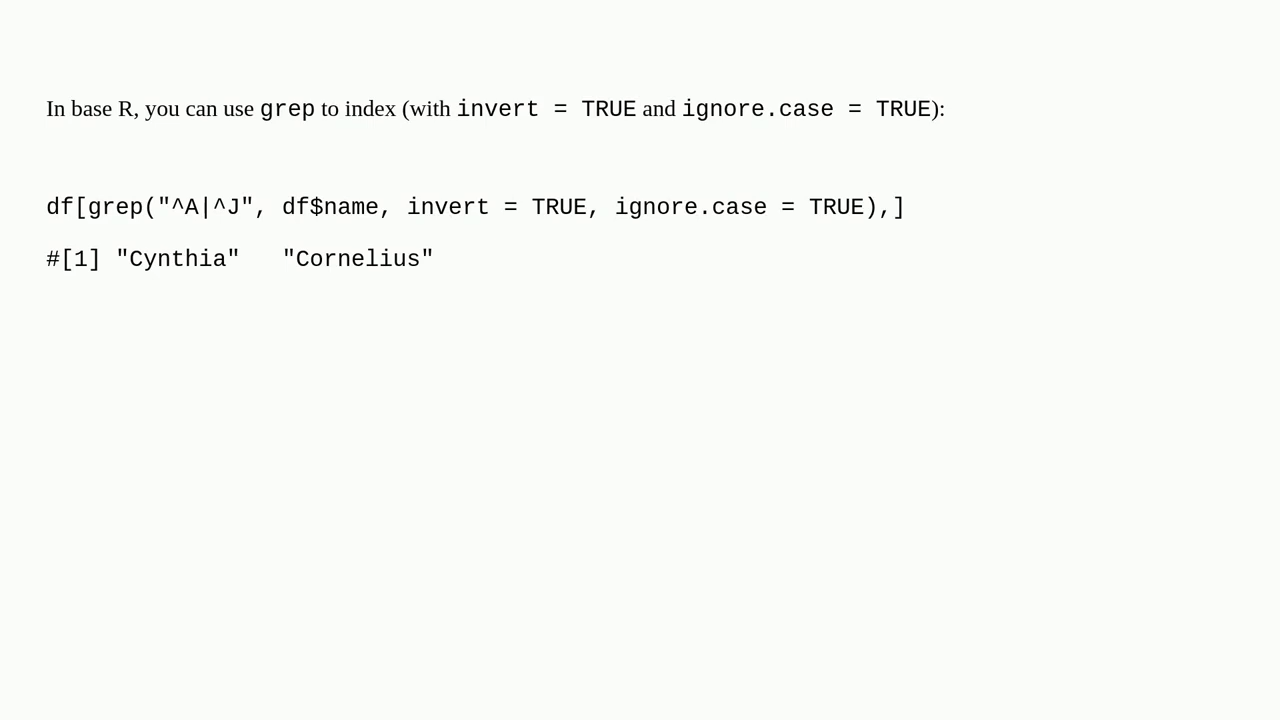 In base R, you can use grep to index (with invert = TRUE and ignore.case = TRUE):
df[grep("^A|^J", df$name, invert = TRUE, ignore.case = TRUE),]
#[1] "Cynthia"   "Cornelius"